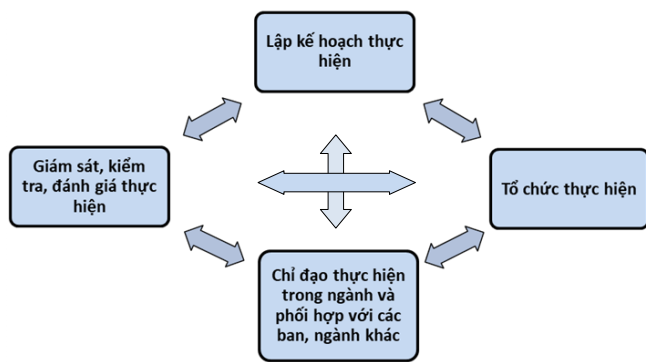 Lập kế hoạch thực
hiện
Giám sát, kiểm
tra, đánh giá thực
hiện
Tổ chức thực hiện
Chỉ đạo thực hiện
trong ngành và
phối hợp với các
ban, ngành khác